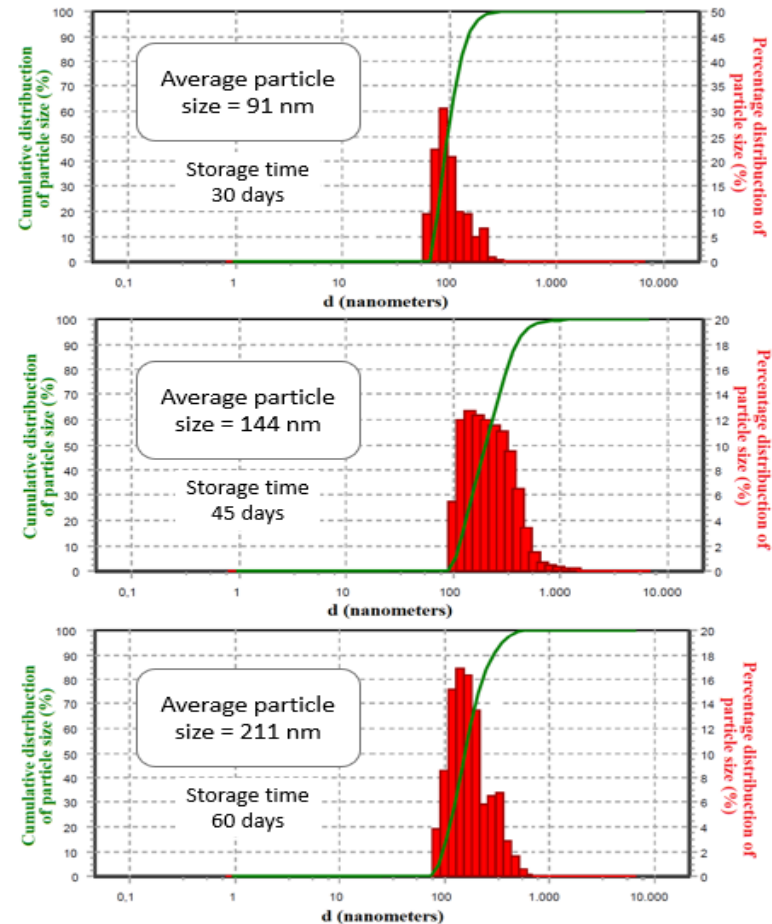 Cumulative distribution
of particle size (%)
100
90
80
70
60
50
40
30
20
10
0
Average particle
size = 91 nm
Storage time
30 days
50
45
40
35
30
25
20
15
10
5
0
Percentage distribution of
particle size (%)
0,1 1 10 100 1.000 10.000
d (nanometers)
Cumulative distribution
of particle size (%)
100
90
80
70
60
50
40
30
20
10
0
Average particle
size = 144 nm
Storage time
45 days
20
18
16
14
12
10
8
6
4
2
0
Percentage distribution of
particle size (%)
0,1 1 10 100 1.000 10.000
d (nanometers)
Cumulative distribution
of particle size (%)
100
90
80
70
60
50
40
30
20
10
0
Average particle
size = 211 nm
Storage time
60 days
20
18
16
14
12
10
8
6
4
2
0
Percentage distribution of
particle size (%)
0,1 1 10 100 1.000 10.000
d (nanometers)